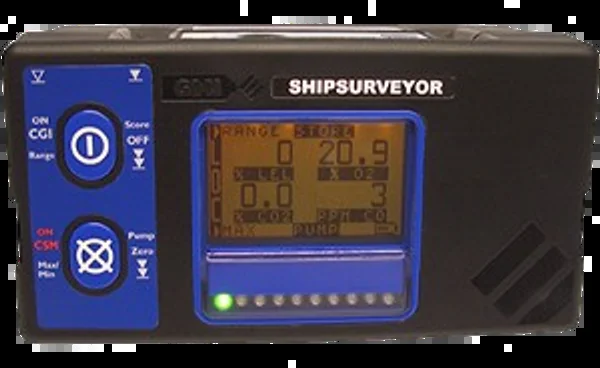 GMI
SHIPSURVEYOR
ON
CGI
Range
Store
OFF
ON
CSM
Max/
Min
Pump
Zero
RANGE STORE
0 20.9
% LEL % O2
0.0 3
% CO2 PPM CO
MAX PUMP